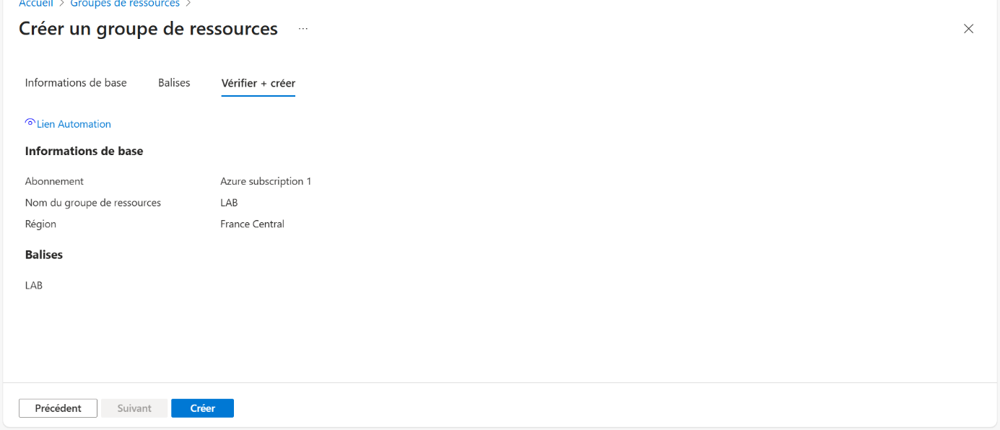 Accueil > Groupes de ressources >
Créer un groupe de ressources ...
Informations de base Balises Vérifier + créer
Lien Automation
Informations de base
Abonnement Azure subscription 1
Nom du groupe de ressources LAB
Région France Central
Balises
LAB
Précédent Suivant Créer